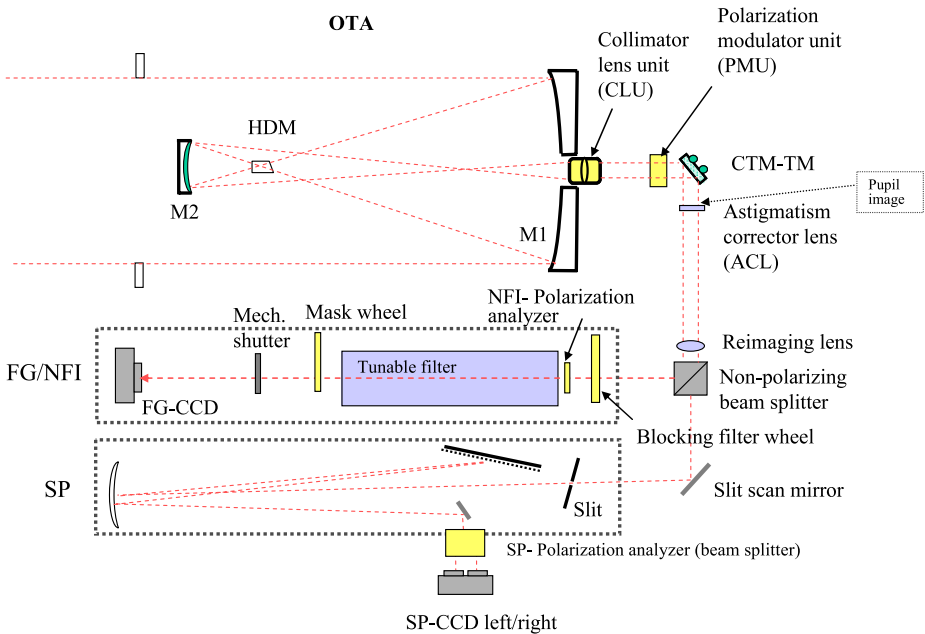 OTA
Collimator
lens unit
(CLU)
Polarization
modulator unit
(PMU)
HDM
CTM-TM
M2
M1
Pupil
image
Astigmatism
corrector lens
(ACL)
NFI- Polarization
analyzer
Mech.
shutter
Mask wheel
Reimaging lens
FG/NFI
Tunable filter
Non-polarizing
beam splitter
FG-CCD
Blocking filter wheel
SP
Slit
Slit scan mirror
SP- Polarization analyzer (beam splitter)
SP-CCD left/right